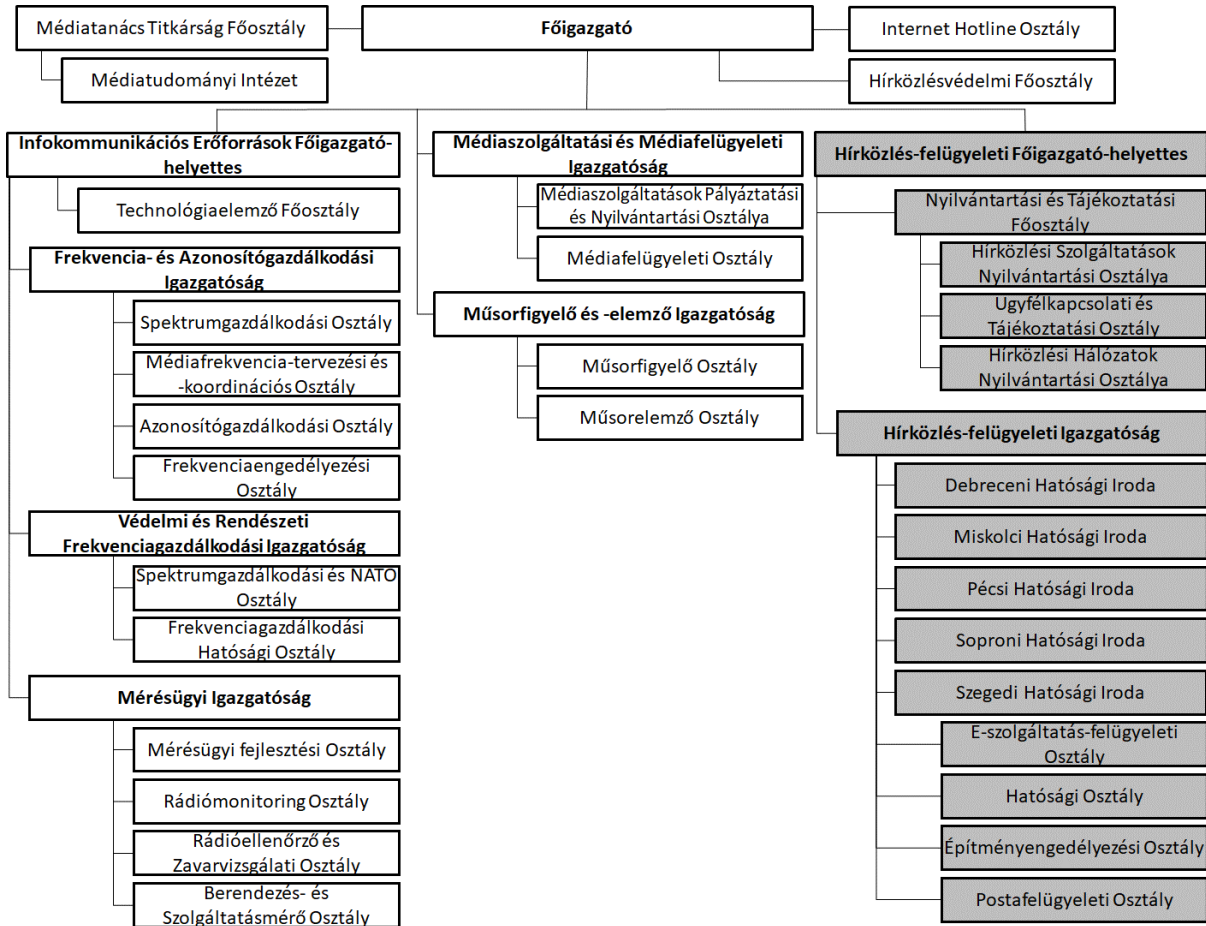 Médiatanács Titkárság Főosztály
Főigazgató
Internet Hotline Osztály
Médiatudományi Intézet
Hírközlésvédelmi Főosztály
Infokommunikációs Erőforrások Főigazgató-
helyettes
Technológiaelemző Főosztály
Frekvencia- és Azonosítógazdálkodási
Igazgatóság
Spektrumgazdálkodási Osztály
Médiafrekvencia-tervezési és
-koordinációs Osztály
Azonosítógazdálkodási Osztály
Frekvenciaengedélyezési
Osztály
Védelmi és Rendészeti
Frekvenciagazdálkodási Igazgatóság
Spektrumgazdálkodási és NATO
Osztály
Frekvenciagazdálkodási
Hatósági Osztály
Mérésügyi Igazgatóság
Mérésügyi fejlesztési Osztály
Rádiómonitoring Osztály
Rádióellenőrző és
Zavarvizsgálati Osztály
Berendezés- és
Szolgáltatásmérő Osztály
Médiaszolgáltatási és Médiafelügyeleti
Igazgatóság
Médiaszolgáltatások Pályáztatási
és Nyilvántartási Osztálya
Médiafelügyeleti Osztály
Műsorfigyelő és -elemző Igazgatóság
Műsorfigyelő Osztály
Műsorelemző Osztály
Hírközlés-felügyeleti Főigazgató-helyettes
Nyilvántartási és Tájékoztatási
Főosztály
Hírközlési Szolgáltatások
Nyilvántartási Osztálya
Ügyfélkapcsolati és
Tájékoztatási Osztály
Hírközlési Hálózatok
Nyilvántartási Osztálya
Hírközlés-felügyeleti Igazgatóság
Debreceni Hatósági Iroda
Miskolci Hatósági Iroda
Pécsi Hatósági Iroda
Soproni Hatósági Iroda
Szegedi Hatósági Iroda
E-szolgáltatás-felügyeleti
Osztály
Hatósági Osztály
Építményengedélyezési Osztály
Postafelügyeleti Osztály